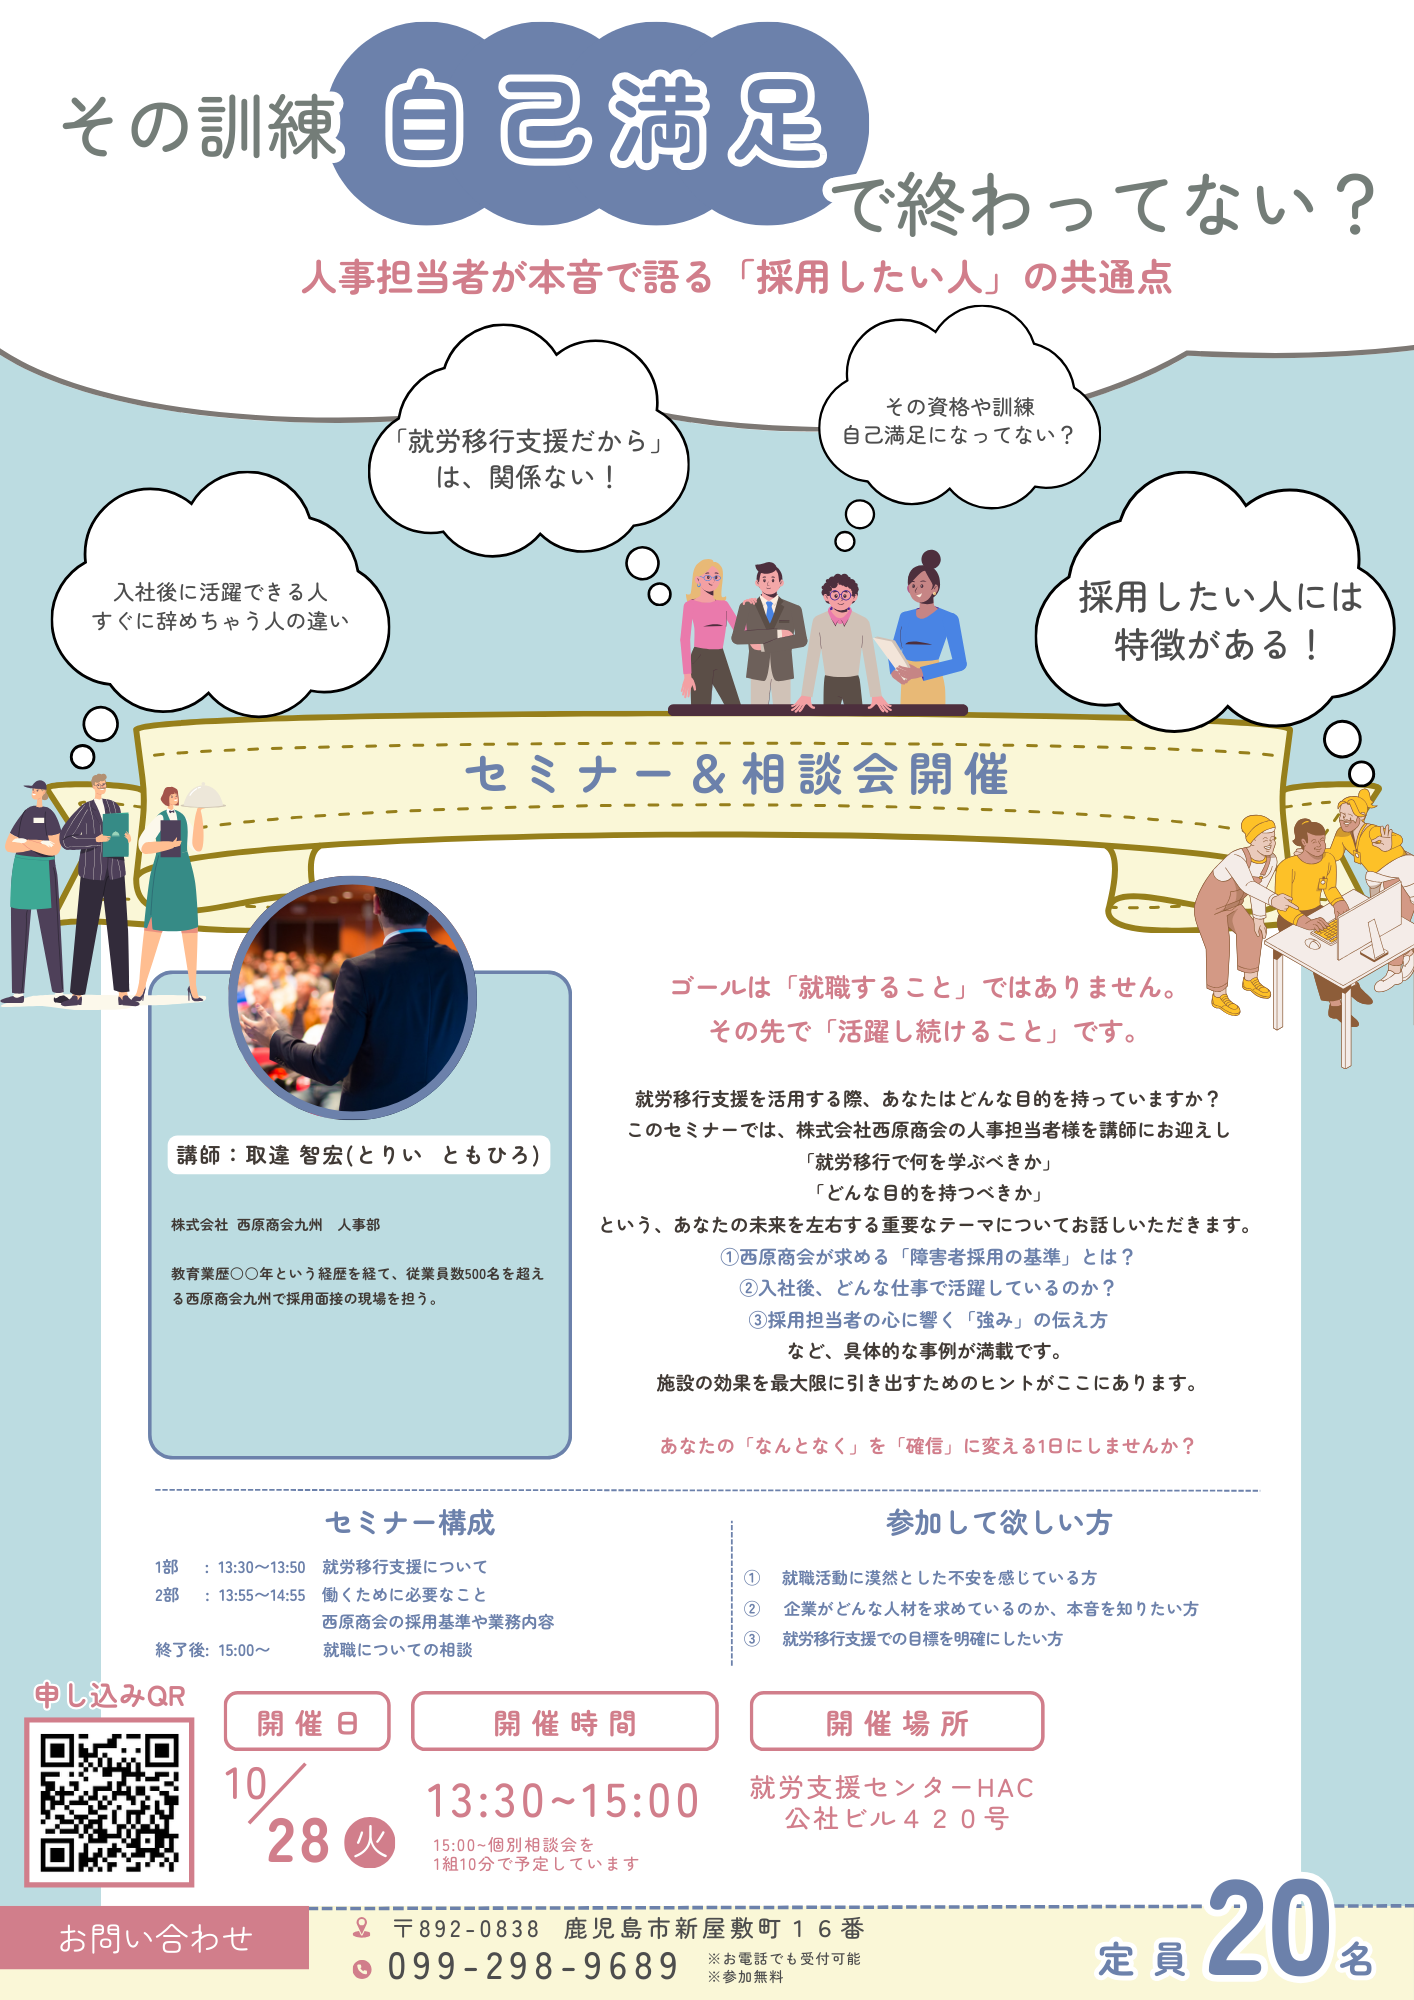 その訓練
自己満足
で終わってない？
人事担当者が本音で語る「採用したい人」の共通点
「就労移行支援だから」
は、関係ない！
その資格や訓練
自己満足になってない？
入社後に活躍できる人
すぐに辞めちゃう人の違い
採用したい人には
特徴がある！
セミナー＆相談会開催
講師：取違 智宏(とりい ともひろ)
株式会社 西原商会九州　人事部
教育業歴〇〇年という経歴を経て、従業員数500名を超え
る西原商会九州で採用面接の現場を担う。
ゴールは「就職すること」ではありません。
その先で「活躍し続けること」です。
就労移行支援を活用する際、あなたはどんな目的を持っていますか？
このセミナーでは、株式会社西原商会の人事担当者様を講師にお迎えし
「就労移行で何を学ぶべきか」
「どんな目的を持つべきか」
という、あなたの未来を左右する重要なテーマについてお話しいただきます。
①西原商会が求める「障害者採用の基準」とは？
②入社後、どんな仕事で活躍しているのか？
③採用担当者の心に響く「強み」の伝え方
など、具体的な事例が満載です。
施設の効果を最大限に引き出すためのヒントがここにあります。
あなたの「なんとなく」を「確信」に変える1日にしませんか？
セミナー構成
1部　：13:30〜13:50　就労移行支援について
2部　：13:55〜14:55　働くために必要なこと
西原商会の採用基準や業務内容
終了後：15:00〜　就職についての相談
参加して欲しい方
①　就職活動に漠然とした不安を感じている方
②　企業がどんな人材を求めているのか、本音を知りたい方
③　就労移行支援での目標を明確にしたい方
申し込みQR
開催日
10/28 火
開催時間
13:30~15:00
15:00~個別相談会を
1組10分で予定しています
開催場所
就労支援センターHAC
公社ビル４２０号
お問い合わせ
〒892-0838　鹿児島市新屋敷町１６番
099-298-9689
※お電話でも受付可能
※参加無料
定員20名